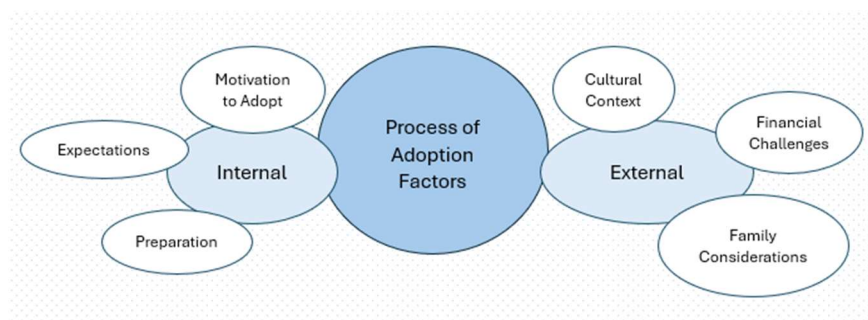 Motivation
to Adopt
Expectations
Internal
Preparation
Process of
Adoption
Factors
Cultural
Context
Financial
Challenges
External
Family
Considerations